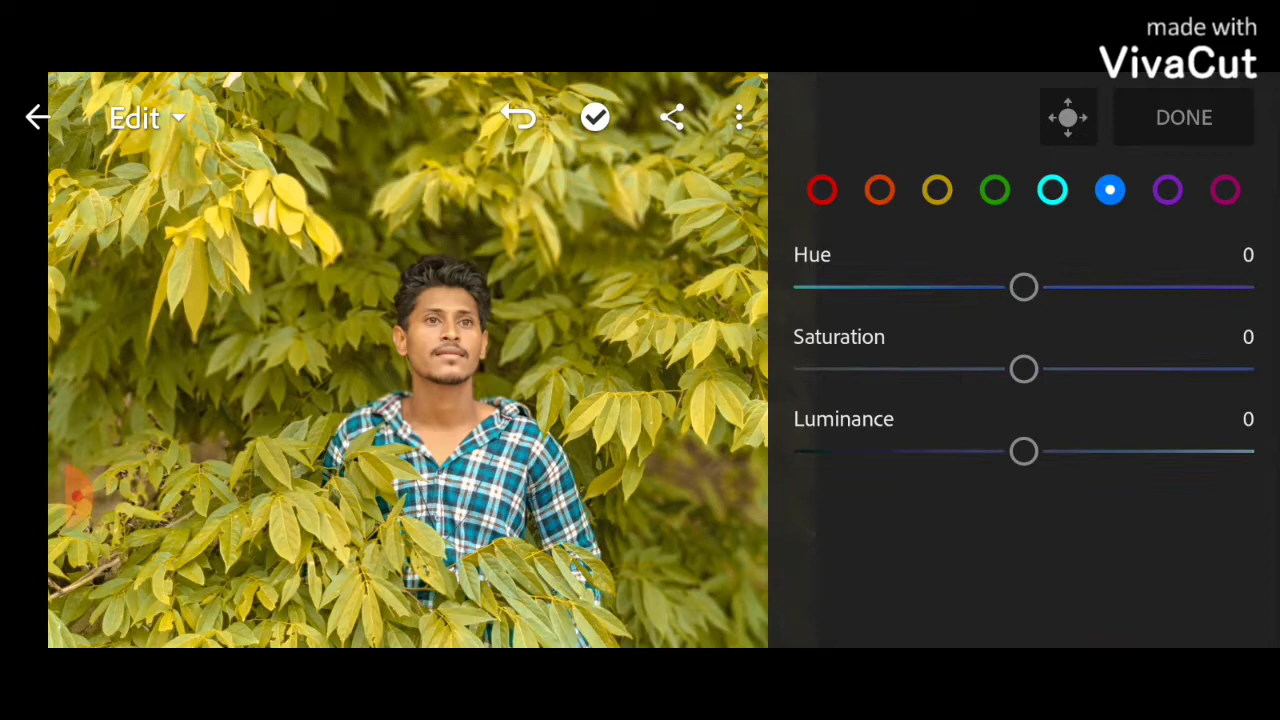 made with
VivaCut
Edit
DONE
Hue 0
Saturation 0
Luminance 0